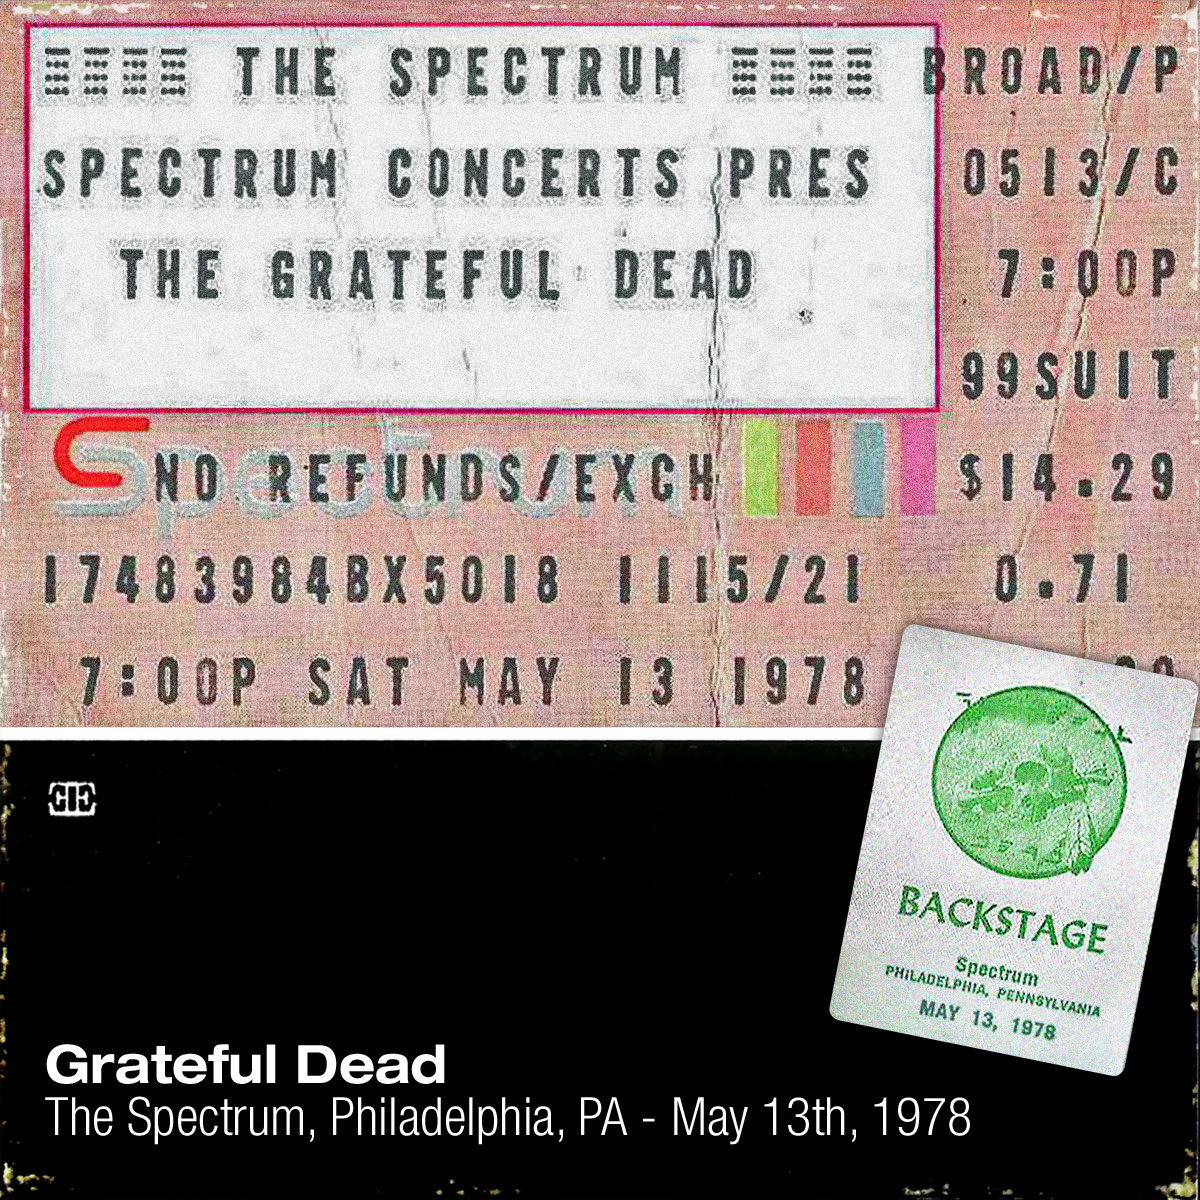 THE SPECTRUM BROAD/P
SPECTRUM CONCERTS PRES 0513/C
THE GRATEFUL DEAD 7:00P
99SUIT
Spectrum
NO REFUNDS/EXCH $14.29
17483984BX5018 1115/21 0.71
7:00P SAT MAY 13 1978
BACKSTAGE
Spectrum
PHILADELPHIA, PENNSYLVANIA
MAY 13, 1978
Grateful Dead
The Spectrum, Philadelphia, PA - May 13th, 1978